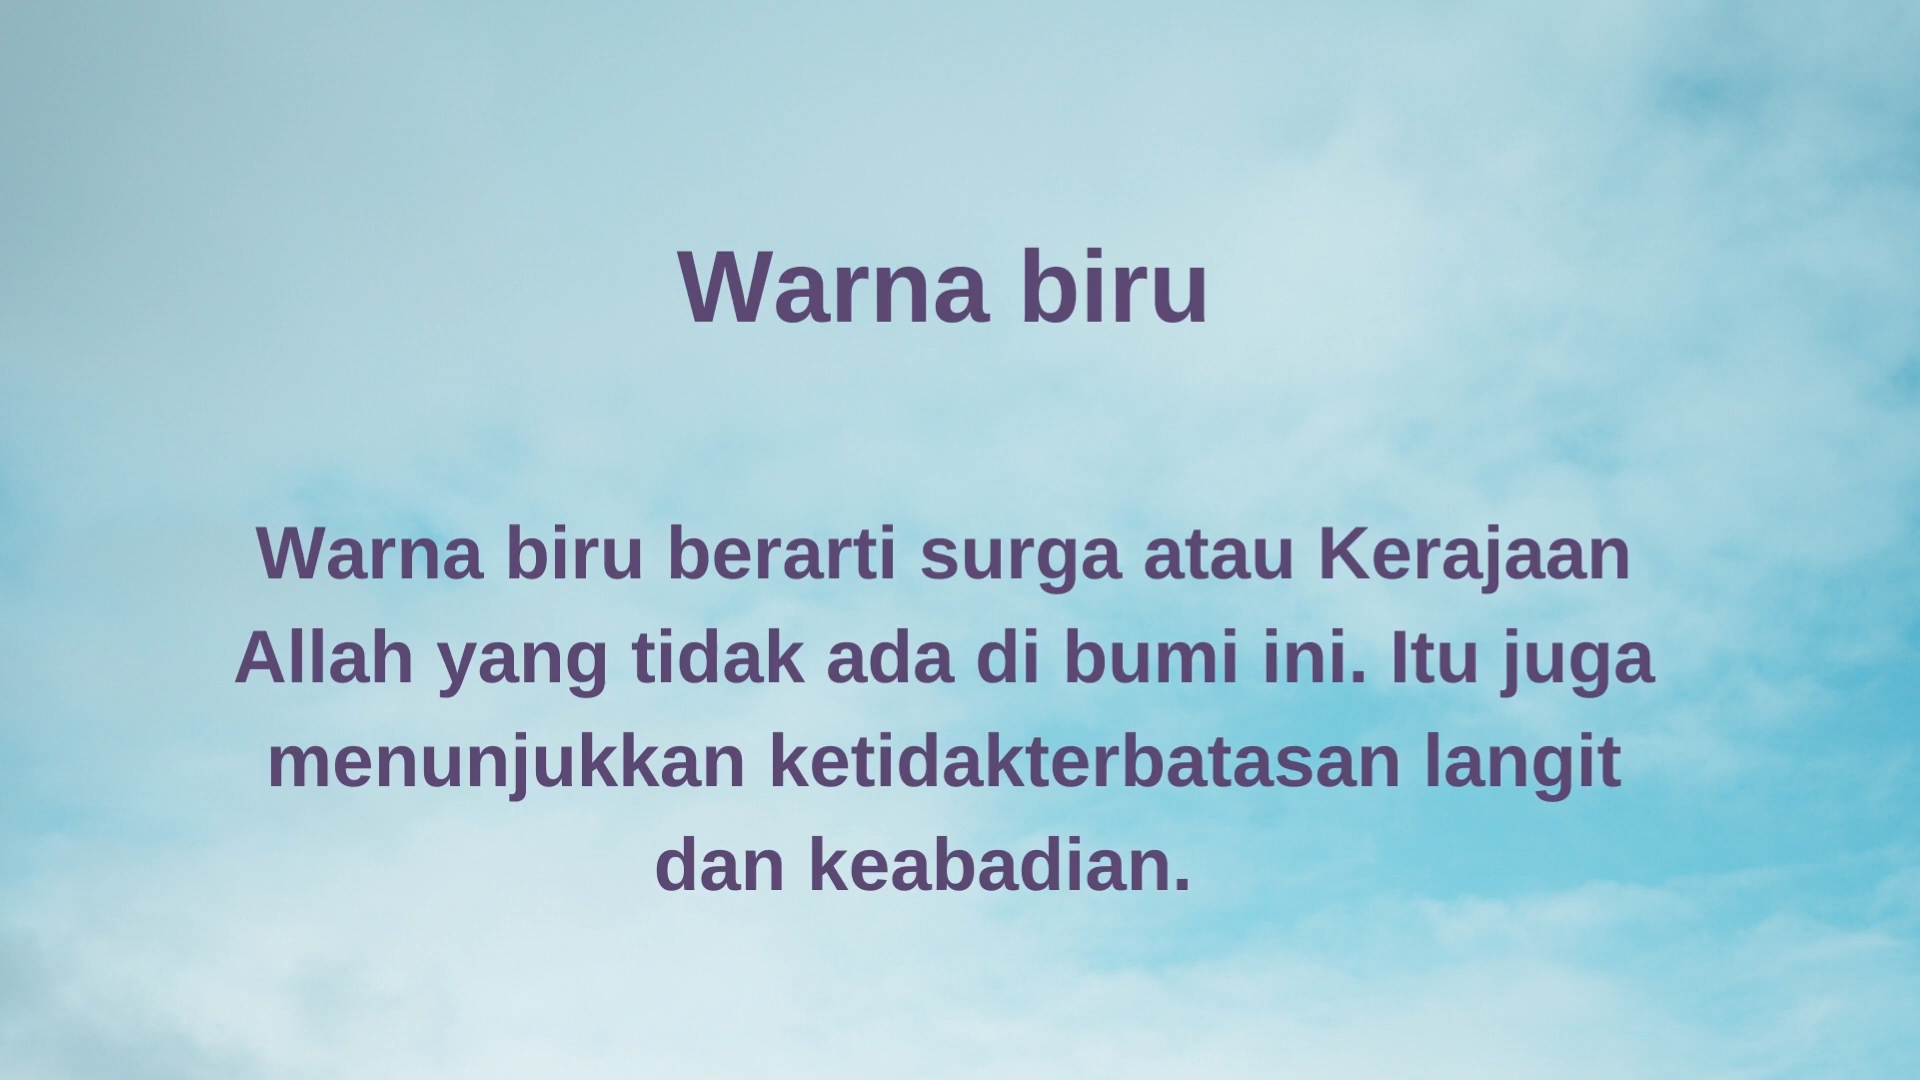 Warna biru
Warna biru berarti surga atau Kerajaan
Allah yang tidak ada di bumi ini. Itu juga
menunjukkan ketidakterbatasan langit
dan keabadian.